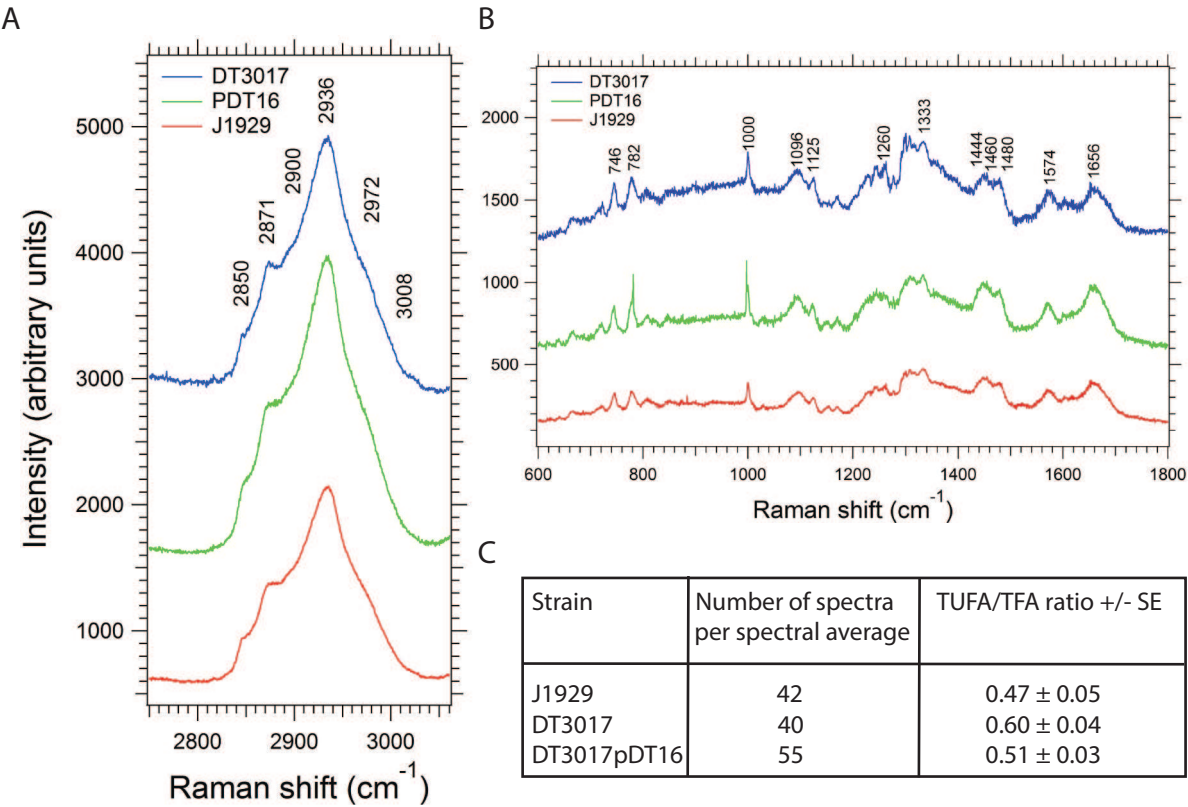 A
DT3017
PDT16
J1929
2850
2871
2900
2936
2972
3008
5000
4000
3000
2000
1000
Intensity (arbitrary units)
2800
2900
3000
Raman shift (cm⁻¹)
B
DT3017
PDT16
J1929
746
782
1000
1096
1125
1260
1333
1444
1460
1480
1574
1656
2000
1500
1000
500
600
800
1000
1200
1400
1600
1800
Raman shift (cm⁻¹)
C
Strain Number of spectra TUFA/TFA ratio +/- SE
per spectral average
J1929 42 0.47 ± 0.05
DT3017 40 0.60 ± 0.04
DT3017pDT16 55 0.51 ± 0.03